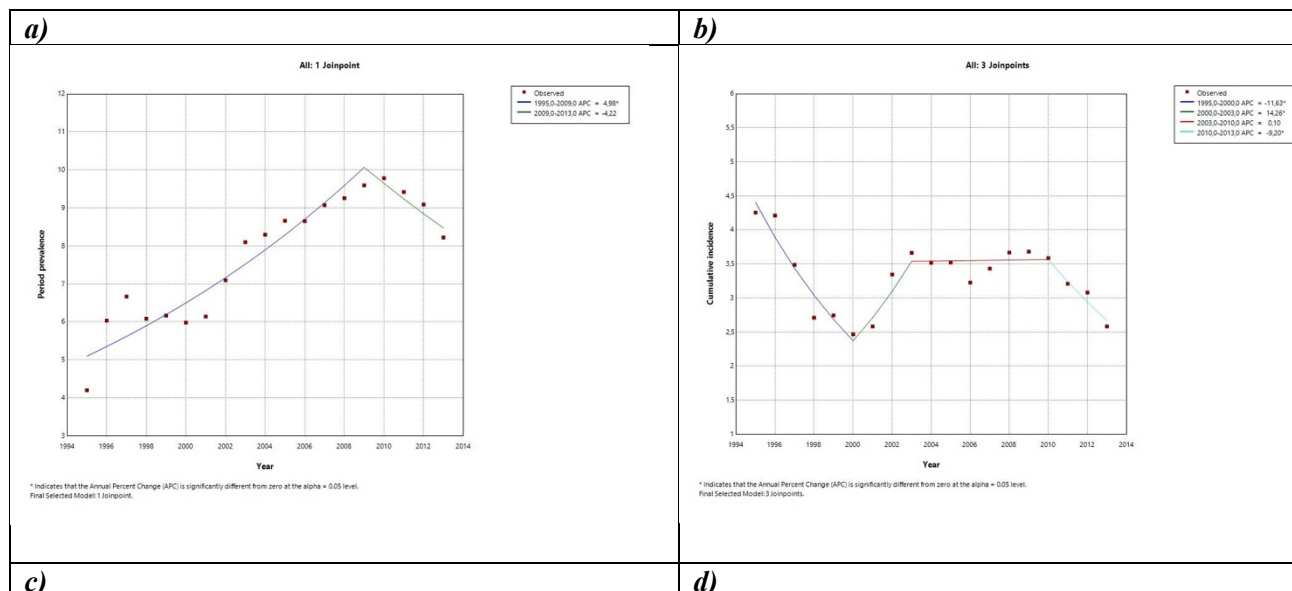 a)
All: 1 Joinpoint
Period prevalence
12
11
10
9
8
7
6
5
4
3
1994
1996
1998
2000
2002
2004
2006
2008
2010
2012
2014
Year
Observed
1995,0-2009,0 APC = 4,98*
2009,0-2013,0 APC = -4,22
* Indicates that the Annual Percent Change (APC) is significantly different from zero at the alpha = 0.05 level.
Final Selected Model: 1 Joinpoint.
b)
All: 3 Joinpoints
Cumulative incidence
6
5,5
5
4,5
4
3,5
3
2,5
2
1,5
1
1994
1996
1998
2000
2002
2004
2006
2008
2010
2012
2014
Year
Observed
1995,0-2000,0 APC = -11,63*
2000,0-2003,0 APC = 14,26*
2003,0-2010,0 APC = 0,10
2010,0-2013,0 APC = -9,20*
* Indicates that the Annual Percent Change (APC) is significantly different from zero at the alpha = 0.05 level.
Final Selected Model: 3 Joinpoints.
c)
d)